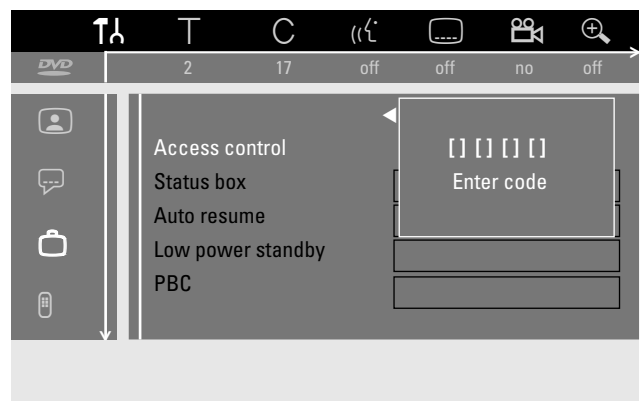 T C
DVD 2 17 off off no off
Access control
[ ] [ ] [ ] [ ]
Enter code
Status box
Auto resume
Low power standby
PBC